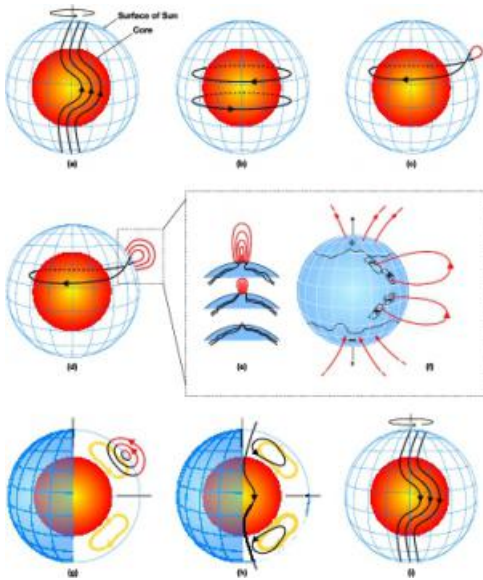 Surface of Sun
Core
(a)
(b)
(c)
(d)
(e)
(f)
(g)
(h)
(i)